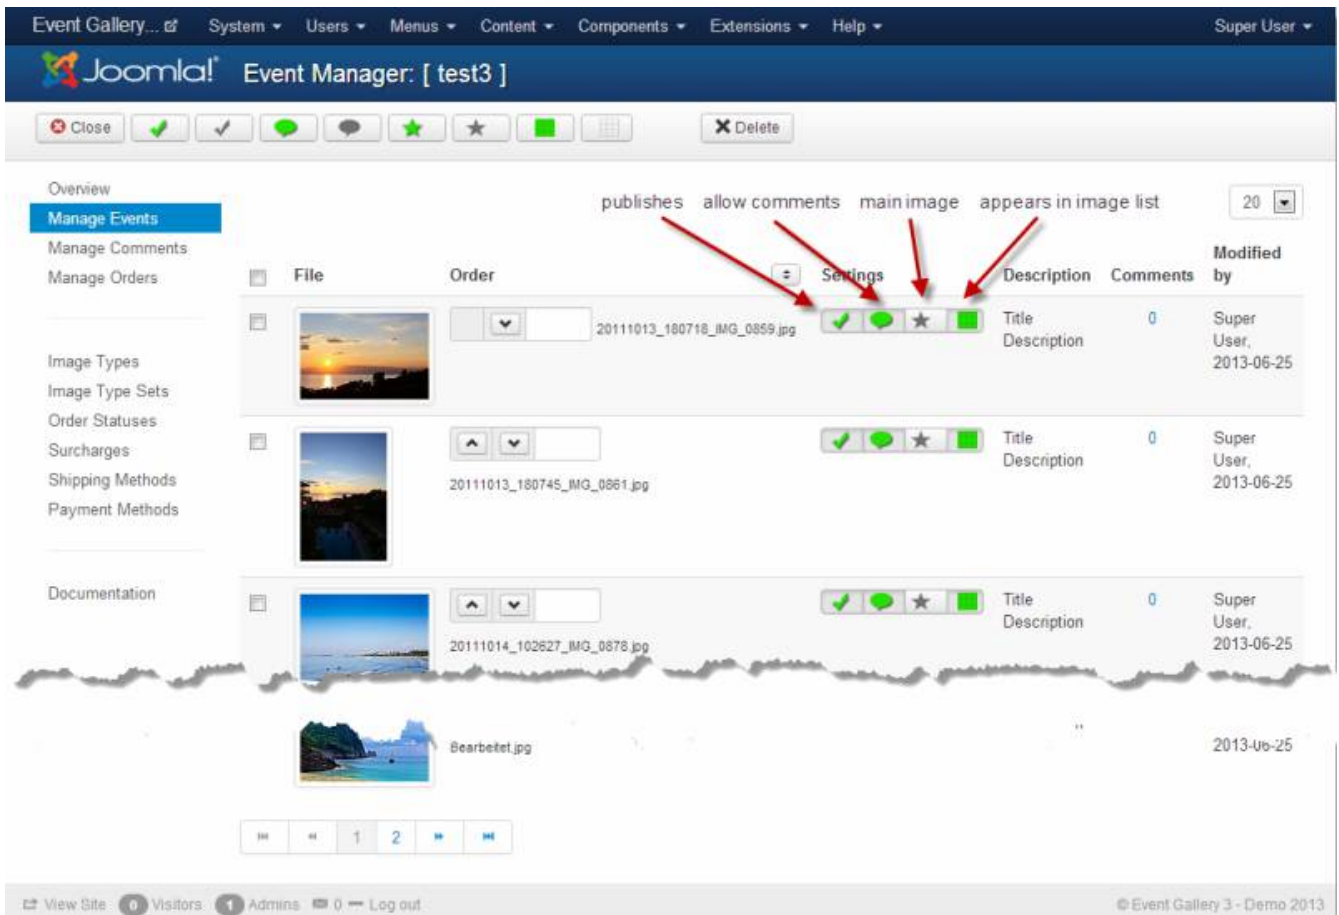 Event Gallery... System Users Menus Content Components Extensions Help Super User
Joomla! Event Manager: [ test3 ]
Close Delete
Overview
Manage Events
Manage Comments
Manage Orders
Image Types
Image Type Sets
Order Statuses
Surcharges
Shipping Methods
Payment Methods
Documentation
publishes allow comments main image appears in image list
20
File Order Settings Description Comments Modified
by
20111013_180718_IMG_0859.jpg
Title
Description
0
Super
User,
2013-06-25
20111013_180745_IMG_0861.jpg
Title
Description
0
Super
User,
2013-06-25
20111014_102627_IMG_0878.jpg
Title
Description
0
Super
User,
2013-06-25
Bearbeitet.jpg
2013-06-25
1 2
View Site 0 Visitors 1 Admins 0 Log out © Event Gallery 3 - Demo 2013